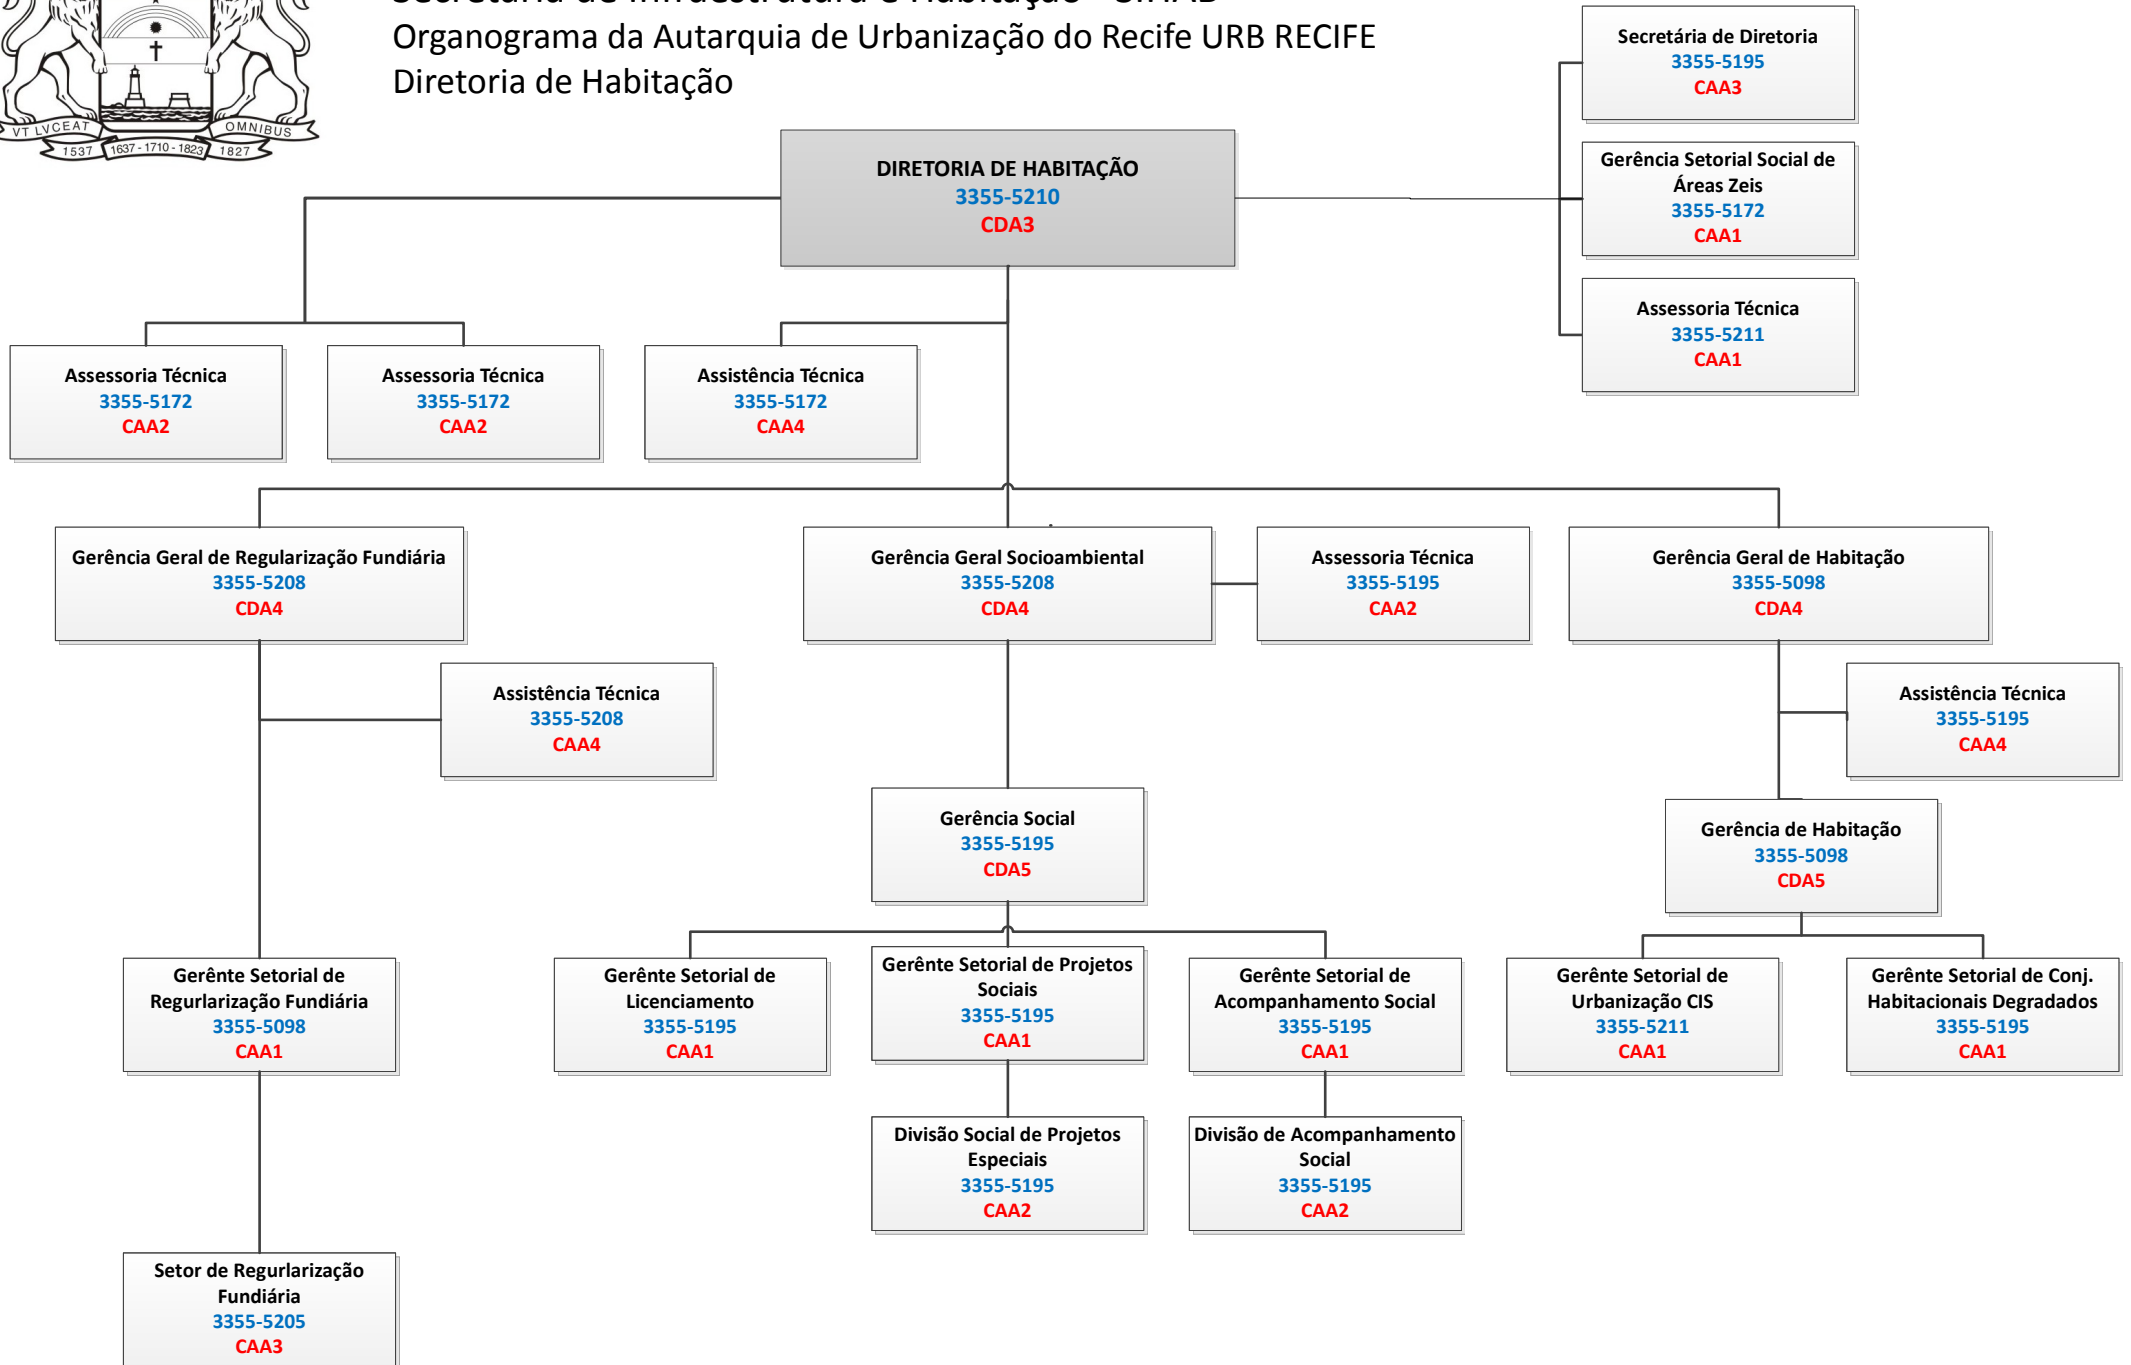 Secretaria de Infraestrutura e Habitação - SIHAB
Organograma da Autarquia de Urbanização do Recife URB RECIFE
Diretoria de Habitação
VT LVCEAT
OMNIBUS
1537
1637 - 1710 - 1823
1827
Secretária de Diretoria
3355-5195
CAA3
DIRETORIA DE HABITAÇÃO
3355-5210
CDA3
Gerência Setorial Social de
Áreas Zeis
3355-5172
CAA1
Assessoria Técnica
3355-5211
CAA1
Assessoria Técnica
3355-5172
CAA2
Assessoria Técnica
3355-5172
CAA2
Assistência Técnica
3355-5172
CAA4
Gerência Geral de Regularização Fundiária
3355-5208
CDA4
Gerência Geral Socioambiental
3355-5208
CDA4
Assessoria Técnica
3355-5195
CAA2
Gerência Geral de Habitação
3355-5098
CDA4
Assistência Técnica
3355-5208
CAA4
Assistência Técnica
3355-5195
CAA4
Gerência Social
3355-5195
CDA5
Gerência de Habitação
3355-5098
CDA5
Gerênte Setorial de
Regurlarização Fundiária
3355-5098
CAA1
Gerênte Setorial de
Licenciamento
3355-5195
CAA1
Gerênte Setorial de Projetos
Sociais
3355-5195
CAA1
Gerênte Setorial de
Acompanhamento Social
3355-5195
CAA1
Gerênte Setorial de
Urbanização CIS
3355-5211
CAA1
Gerênte Setorial de Conj.
Habitacionais Degradados
3355-5195
CAA1
Divisão Social de Projetos
Especiais
3355-5195
CAA2
Divisão de Acompanhamento
Social
3355-5195
CAA2
Setor de Regurlarização
Fundiária
3355-5205
CAA3